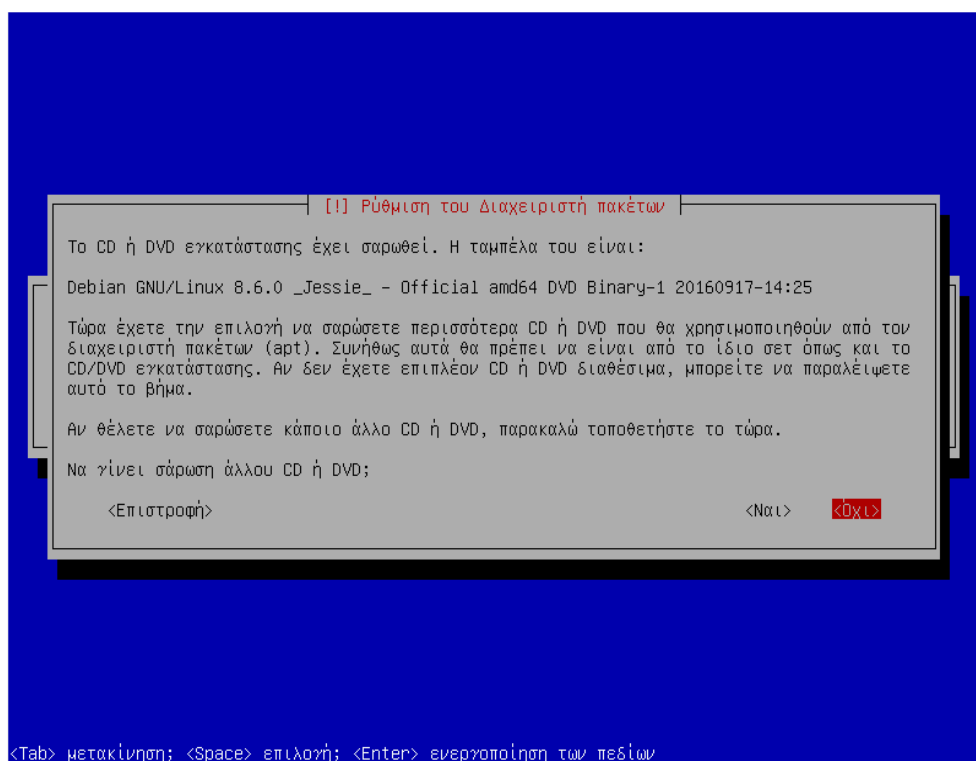 [!] Ρύθμιση του Διαχειριστή πακέτων
Το CD ή DVD εγκατάστασης έχει σαρωθεί. Η ταμπέλα του είναι:
Debian GNU/Linux 8.6.0 _Jessie_ - Official amd64 DVD Binary-1 20160917-14:25
Τώρα έχετε την επιλογή να σαρώσετε περισσότερα CD ή DVD που θα χρησιμοποιηθούν από τον
διαχειριστή πακέτων (apt). Συνήθως αυτά θα πρέπει να είναι από το ίδιο σετ όπως και το
CD/DVD εγκατάστασης. Αν δεν έχετε επιπλέον CD ή DVD διαθέσιμα, μπορείτε να παραλείψετε
αυτό το βήμα.
Αν θέλετε να σαρώσετε κάποιο άλλο CD ή DVD, παρακαλώ τοποθετήστε το τώρα.
Να γίνει σάρωση άλλου CD ή DVD;
<Επιστροφή> <Ναι> <Όχι>
<Tab> μετακίνηση; <Space> επιλογή; <Enter> ενεργοποίηση των πεδίων